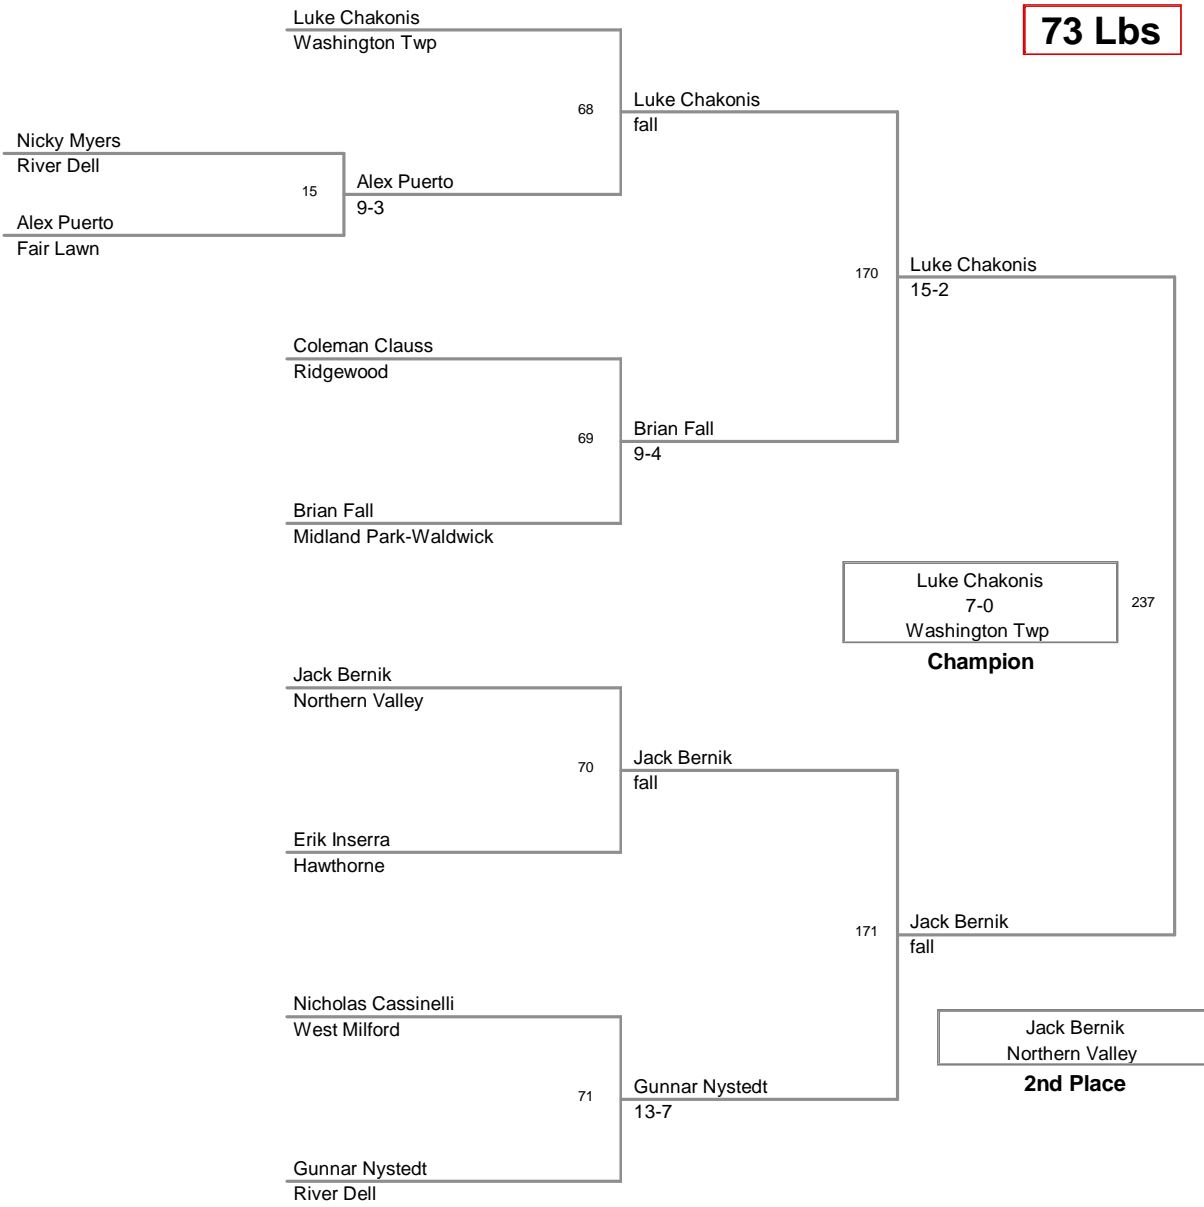 Luke Chakonis
Washington Twp
73 Lbs
68
Luke Chakonis
fall
Nicky Myers
River Dell
15
Alex Puerto
9-3
Alex Puerto
Fair Lawn
170
Luke Chakonis
15-2
Coleman Clauss
Ridgewood
69
Brian Fall
9-4
Brian Fall
Midland Park-Waldwick
Luke Chakonis
7-0
Washington Twp
237
Champion
Jack Bernik
Northern Valley
70
Jack Bernik
fall
Erik Inserra
Hawthorne
171
Jack Bernik
fall
Nicholas Cassinelli
West Milford
Jack Bernik
Northern Valley
2nd Place
71
Gunnar Nystedt
13-7
Gunnar Nystedt
River Dell